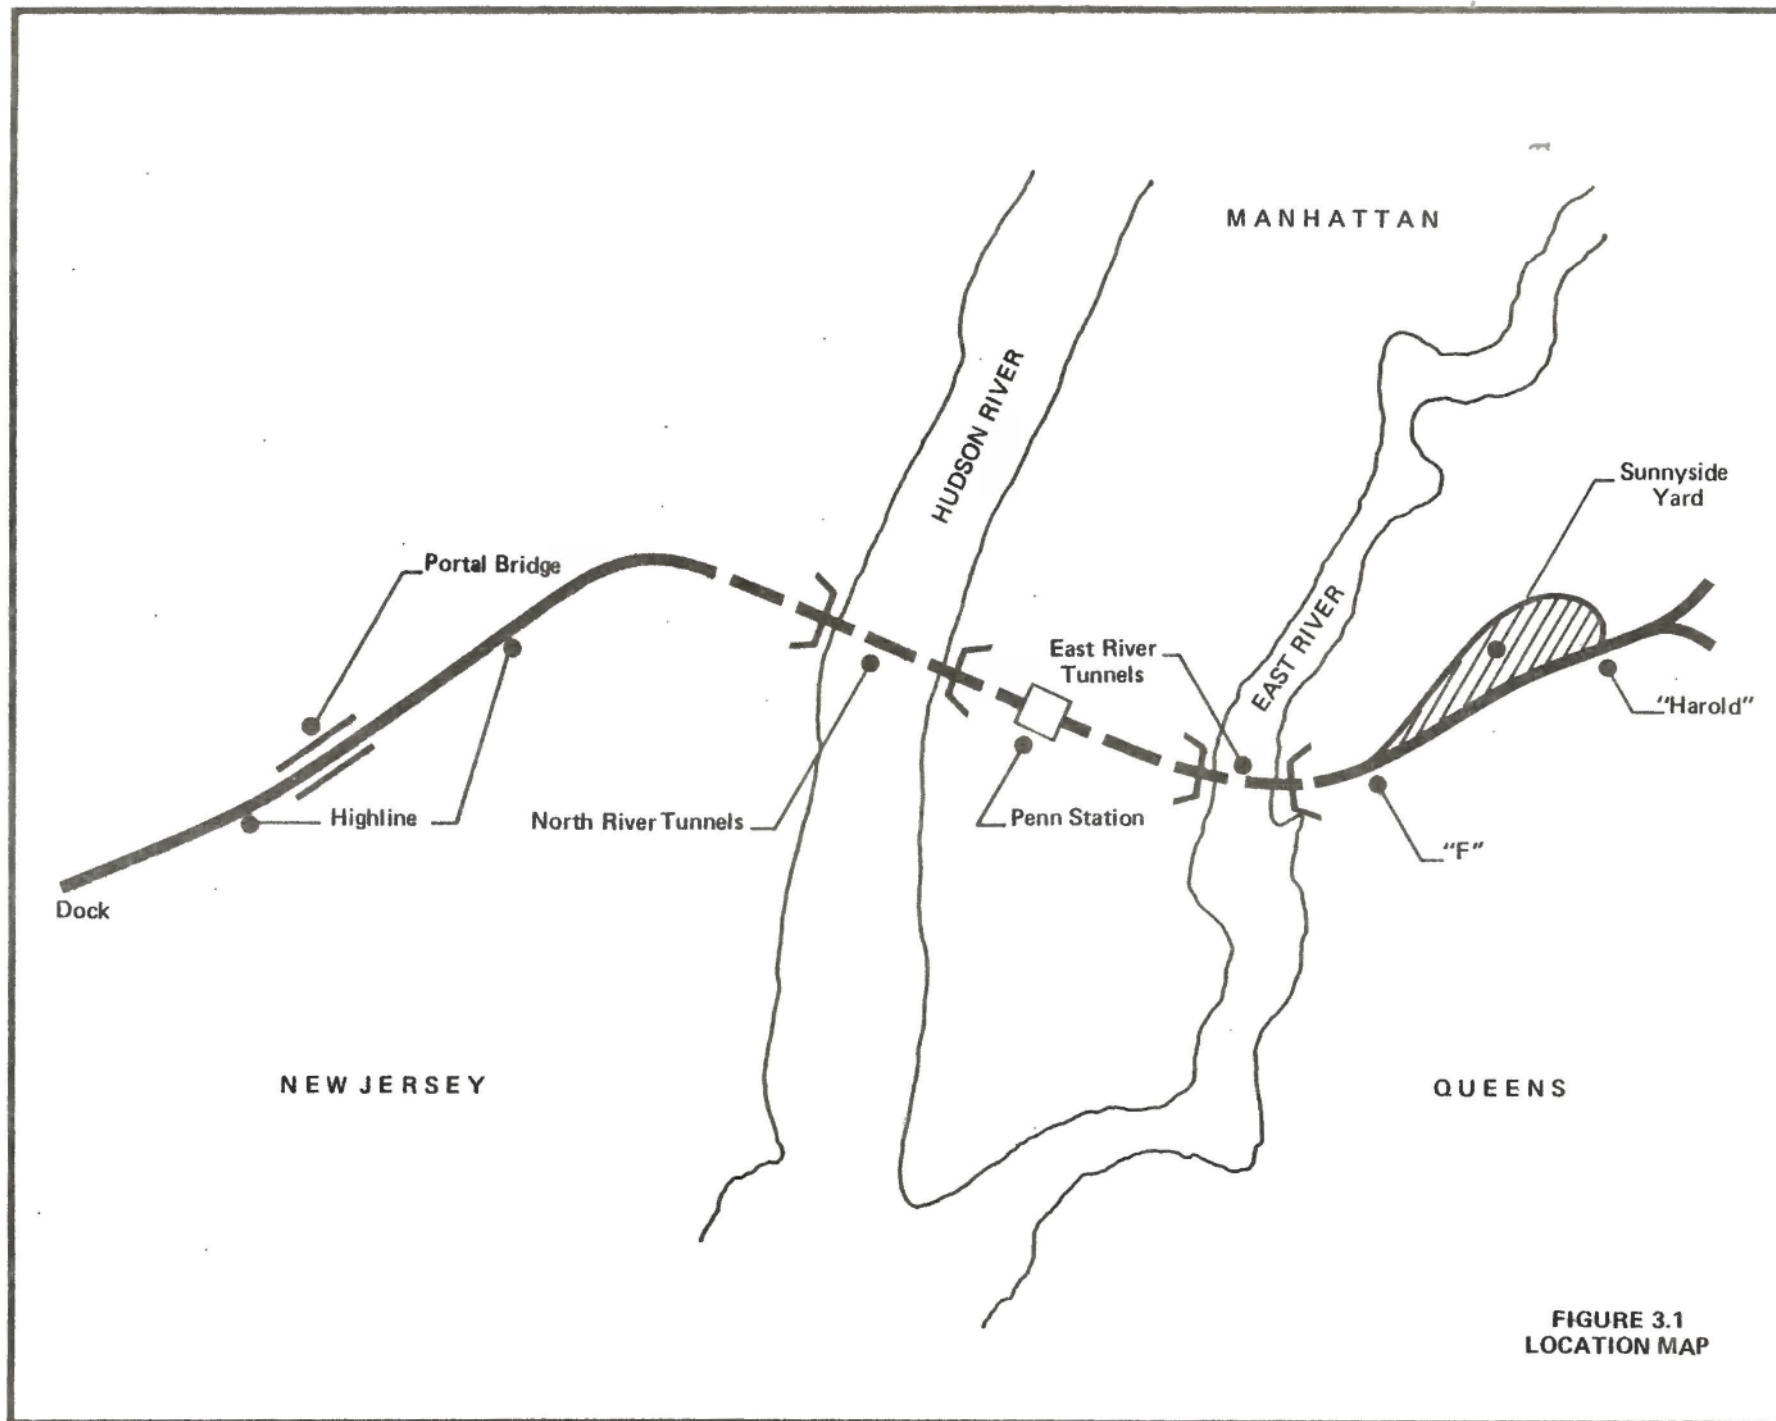 MANHATTAN
HUDSON RIVER
Sunnyside
Yard
Portal Bridge
EAST RIVER
East River
Tunnels
"Harold"
Highline
North River Tunnels
Penn Station
"F"
Dock
NEW JERSEY
QUEENS
FIGURE 3.1
LOCATION MAP